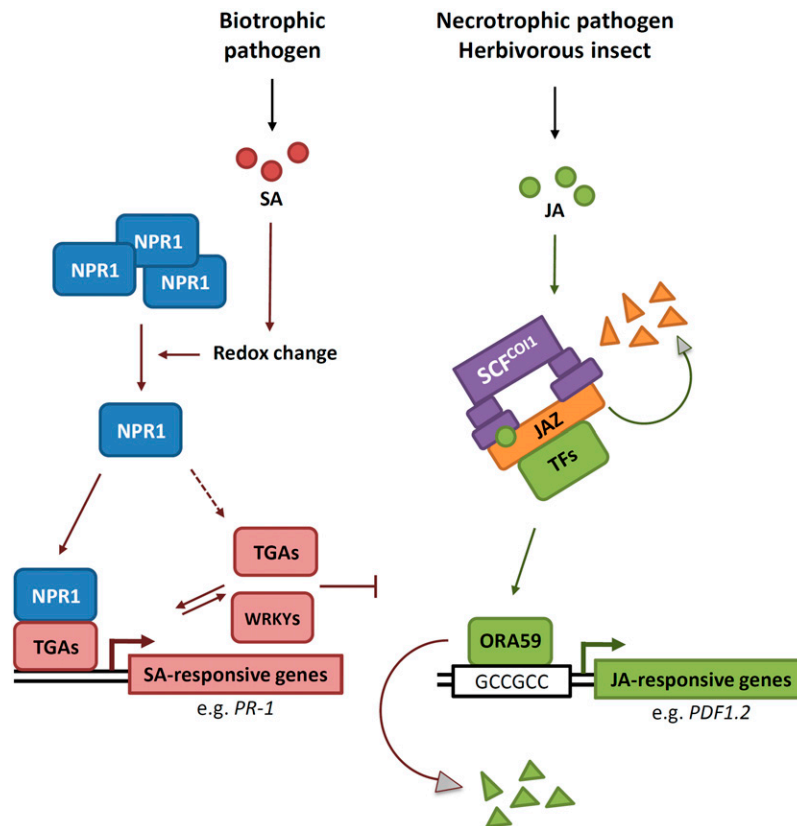 Biotrophic
pathogen
SA
NPR1
NPR1
NPR1
Redox change
NPR1
TGAs
WRKYs
NPR1
TGAs
SA-responsive genes
e.g. PR-1
Necrotrophic pathogen
Herbivorous insect
JA
SCF^COI1
JAZ
TFs
ORA59
GCCGCC
JA-responsive genes
e.g. PDF1.2